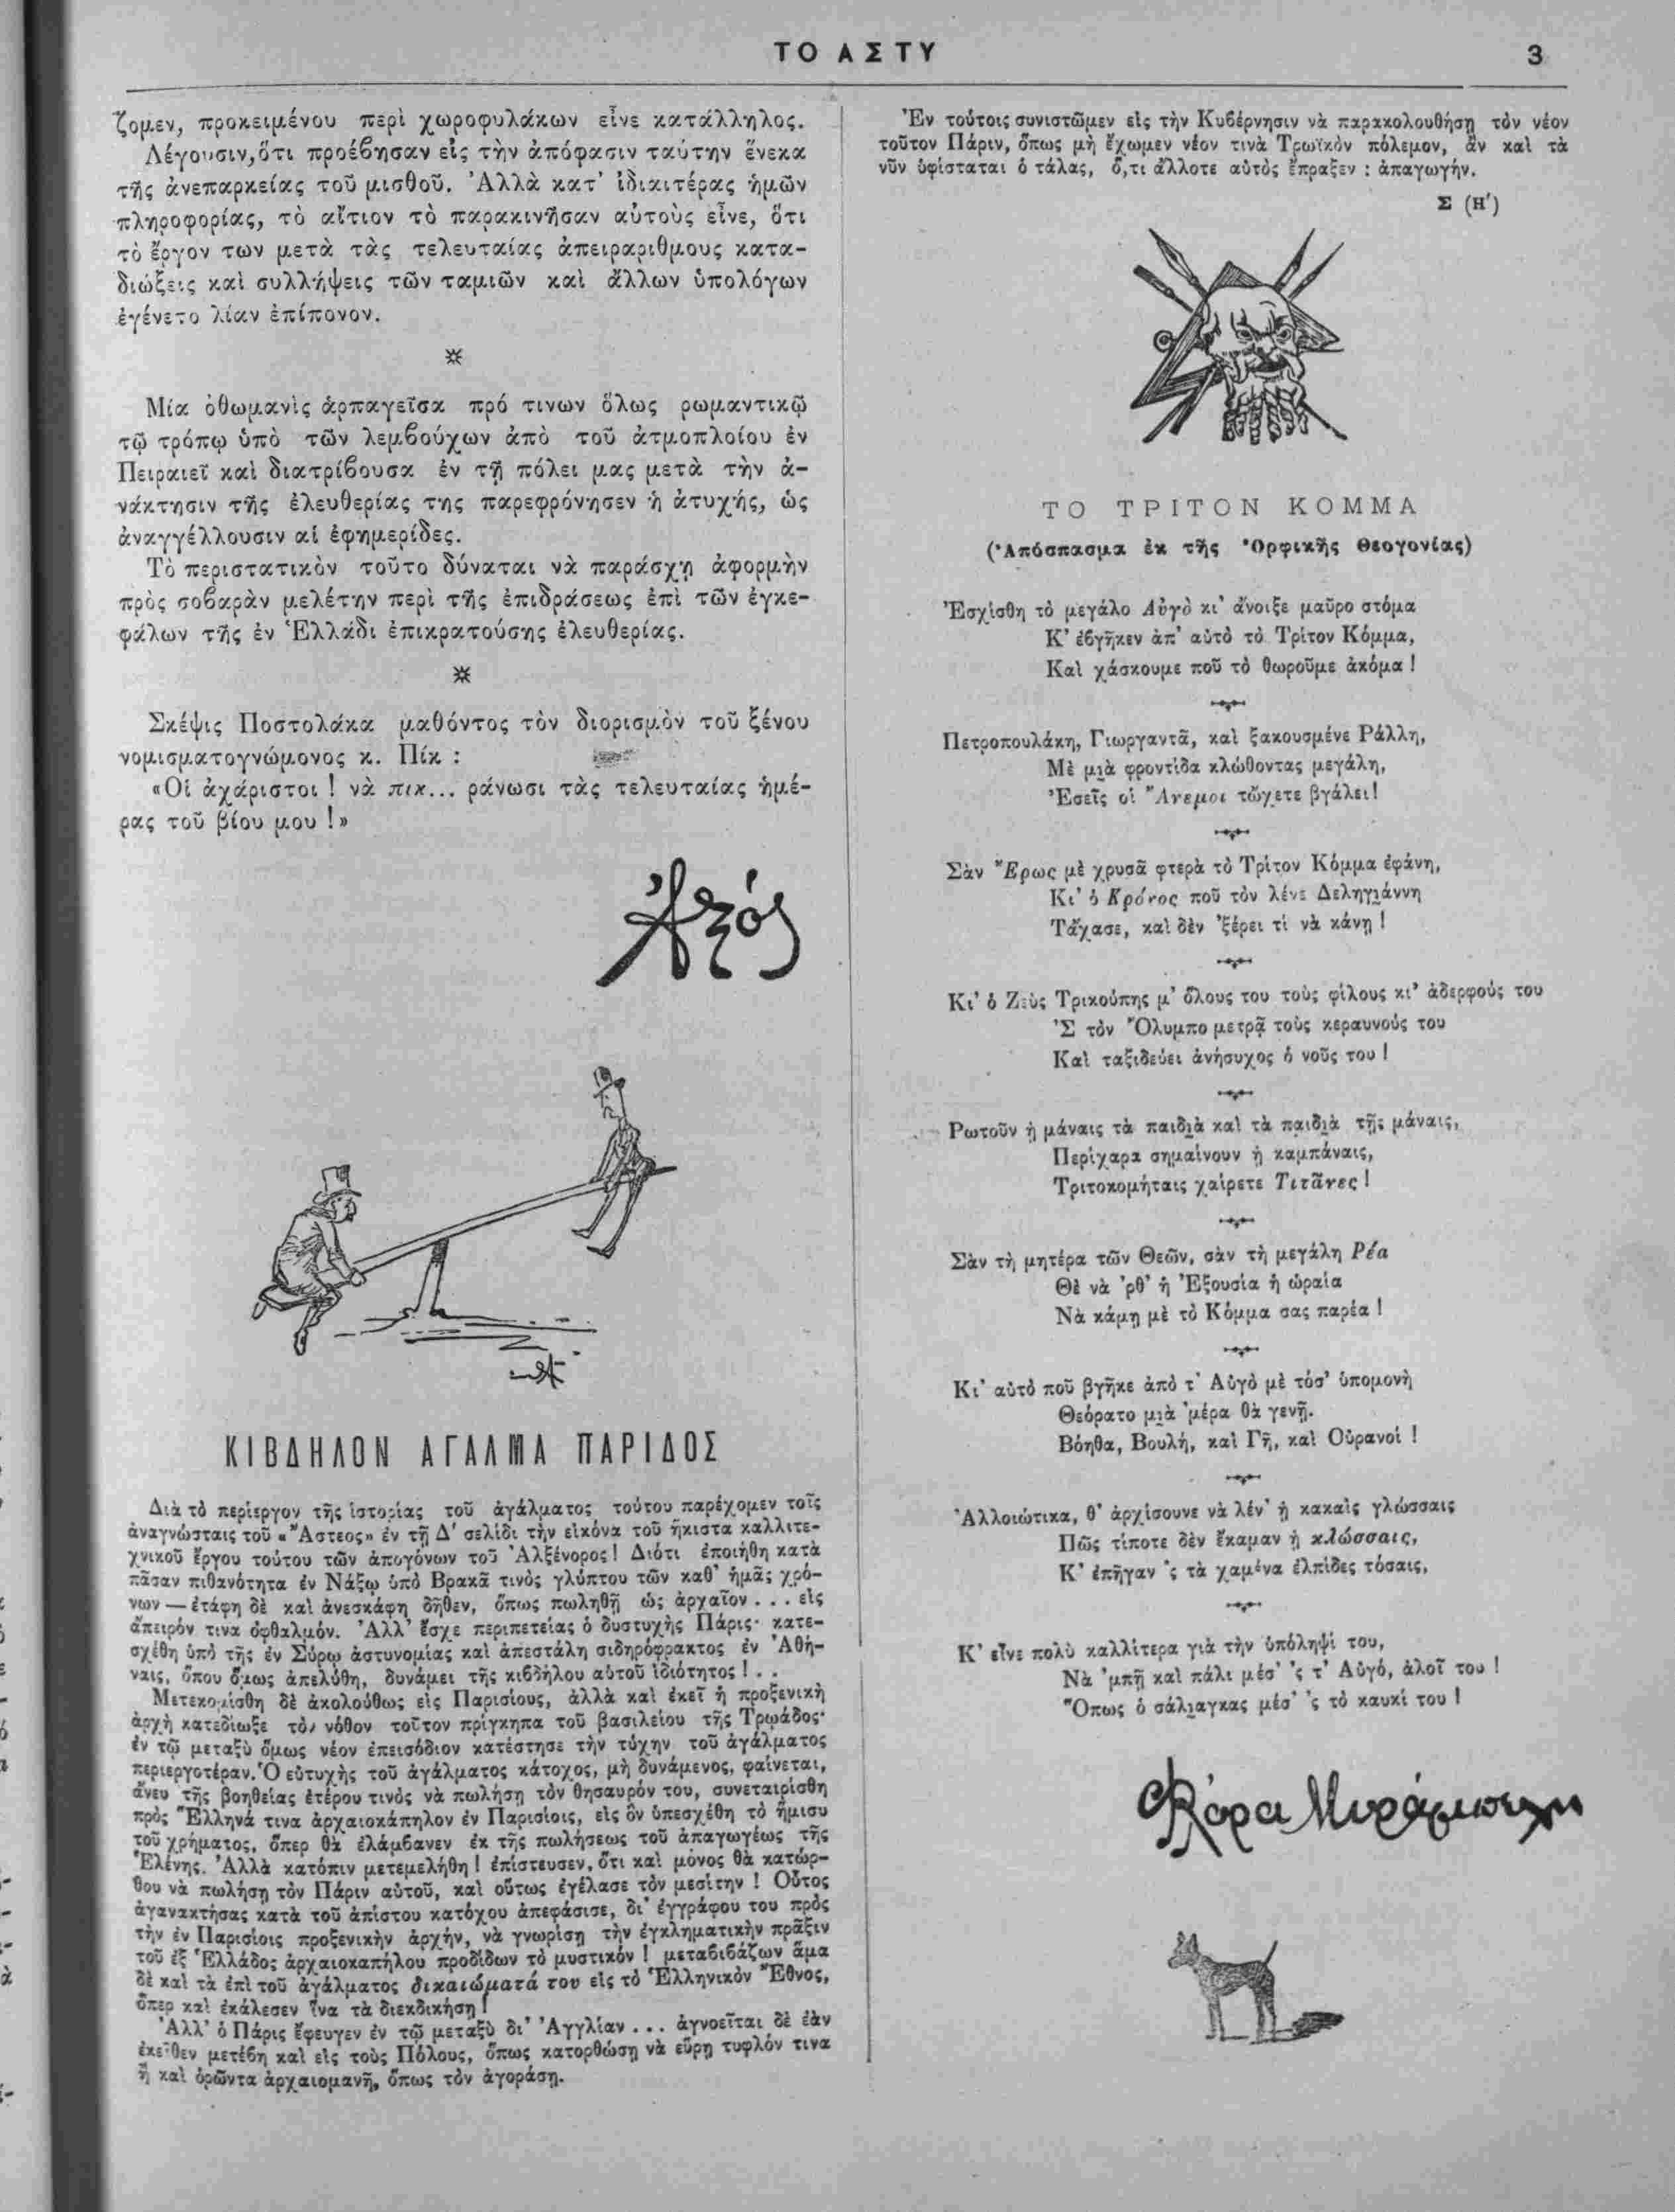 ΤΟ ΑΣΤΥ
3
ζομεν, προκειμένου περὶ χωροφυλάκων εἶνε κατάλληλος.
Λέγουσιν, ὅτι προέβησαν εἰς τὴν ἀπόφασιν ταύτην ἕνεκα
τῆς ἀνεπαρκείας τοῦ μισθοῦ. Ἀλλὰ κατ' ἰδιαιτέρας ἡμῶν
πληροφορίας, τὸ αἴτιον τὸ παρακινῆσαν αὐτοὺς εἶνε, ὅτι
τὸ ἔργον των μετὰ τὰς τελευταίας ἀπειραρίθμους κατα-
διώξεις καὶ συλλήψεις τῶν ταμιῶν καὶ ἄλλων ὑπολόγων
ἐγένετο λίαν ἐπίπονον.
Μία ὀθωμανὶς ἁρπαγεῖσα πρό τινων ὅλως ρωμαντικῷ
τῷ τρόπῳ ὑπὸ τῶν λεμβούχων ἀπὸ τοῦ ἀτμοπλοίου ἐν
Πειραιεῖ καὶ διατρίβουσα ἐν τῇ πόλει μας μετὰ τὴν ἀ-
νάκτησιν τῆς ἐλευθερίας της παρεφρόνησεν ἡ ἀτυχής, ὡς
ἀναγγέλλουσιν αἱ ἐφημερίδες.
Τὸ περιστατικὸν τοῦτο δύναται νὰ παράσχῃ ἀφορμὴν
πρὸς σοβαρὰν μελέτην περὶ τῆς ἐπιδράσεως ἐπὶ τῶν ἐγκε-
φάλων τῆς ἐν Ἑλλάδι ἐπικρατούσης ἐλευθερίας.
Σκέψις Ποστολάκα μαθόντος τὸν διορισμὸν τοῦ ξένου
νομισματογνώμονος κ. Πίκ :
«Οἱ ἀχάριστοι ! νὰ πικ... ράνωσι τὰς τελευταίας ἡμέ-
ρας τοῦ βίου μου !»
ΚΙΒΔΗΛΟΝ ΑΓΑΛΜΑ ΠΑΡΙΔΟΣ
Διὰ τὸ περίεργον τῆς ἱστορίας τοῦ ἀγάλματος τούτου παρέχομεν τοῖς
ἀναγνώσταις τοῦ «Ἄστεος» ἐν τῇ Δ' σελίδι τὴν εἰκόνα τοῦ ἥκιστα καλλιτε-
χνικοῦ ἔργου τούτου τῶν ἀπογόνων τοῦ Ἀλξένορος! Διότι ἐποιήθη κατὰ
πᾶσαν πιθανότητα ἐν Νάξῳ ὑπὸ Βρακᾶ τινὸς γλύπτου τῶν καθ' ἡμᾶς χρό-
νων — ἐτάφη δὲ καὶ ἀνεσκάφη δῆθεν, ὅπως πωληθῇ ὡς ἀρχαῖον... εἰς
ἄπειρόν τινα ὀφθαλμόν. Ἀλλ' ἔσχε περιπετείας ὁ δυστυχὴς Πάρις· κατε-
σχέθη ὑπὸ τῆς ἐν Σύρῳ ἀστυνομίας καὶ ἀπεστάλη σιδηρόφρακτος ἐν Ἀθή-
ναις, ὅπου ὅμως ἀπελύθη, δυνάμει τῆς κιβδήλου αὐτοῦ ἰδιότητος!..
Μετεκομίσθη δὲ ἀκολούθως εἰς Παρισίους, ἀλλὰ καὶ ἐκεῖ ἡ προξενικὴ
ἀρχὴ κατεδίωξε τὸν νόθον τοῦτον πρίγκηπα τοῦ βασιλείου τῆς Τρῳάδος·
ἐν τῷ μεταξὺ ὅμως νέον ἐπεισόδιον κατέστησε τὴν τύχην τοῦ ἀγάλματος
περιεργοτέραν. Ὁ εὐτυχὴς τοῦ ἀγάλματος κάτοχος, μὴ δυνάμενος, φαίνεται,
ἄνευ τῆς βοηθείας ἑτέρου τινὸς νὰ πωλήσῃ τὸν θησαυρόν του, συνεταιρίσθη
πρὸς Ἕλληνά τινα ἀρχαιοκάπηλον ἐν Παρισίοις, εἰς ὃν ὑπεσχέθη τὸ ἥμισυ
τοῦ χρήματος, ὅπερ θὰ ἐλάμβανεν ἐκ τῆς πωλήσεως τοῦ ἀπαγωγέως τῆς
Ἑλένης. Ἀλλὰ κατόπιν μετεμελήθη! ἐπίστευσεν, ὅτι καὶ μόνος θὰ κατώρ-
θου νὰ πωλήσῃ τὸν Πάριν αὐτοῦ, καὶ οὕτως ἐγέλασε τὸν μεσίτην ! Οὗτος
ἀγανακτήσας κατὰ τοῦ ἀπίστου κατόχου ἀπεφάσισε, δι' ἐγγράφου του πρὸς
τὴν ἐν Παρισίοις προξενικὴν ἀρχήν, νὰ γνωρίσῃ τὴν ἐγκληματικὴν πρᾶξιν
τοῦ ἐξ Ἑλλάδος ἀρχαιοκαπήλου προδίδων τὸ μυστικόν ! μεταβιβάζων ἅμα
δὲ καὶ τὰ ἐπὶ τοῦ ἀγάλματος δικαιώματά του εἰς τὸ Ἑλληνικὸν Ἔθνος,
ὅπερ καὶ ἐκάλεσεν ἵνα τὰ διεκδικήσῃ!
Ἀλλ' ὁ Πάρις ἔφευγεν ἐν τῷ μεταξὺ δι' Ἀγγλίαν... ἀγνοεῖται δὲ ἐὰν
ἐκεῖθεν μετέβη καὶ εἰς τοὺς Πόλους, ὅπως κατορθώσῃ νὰ εὕρῃ τυφλόν τινα
ἢ καὶ ὁρῶντα ἀρχαιομανῆ, ὅπως τὸν ἀγοράσῃ.
Ἐν τούτοις συνιστῶμεν εἰς τὴν Κυβέρνησιν νὰ παρακολουθήσῃ τὸν νέον
τοῦτον Πάριν, ὅπως μὴ ἔχωμεν νέον τινὰ Τρωϊκὸν πόλεμον, ἂν καὶ τὰ
νῦν ὑφίσταται ὁ τάλας, ὅ,τι ἄλλοτε αὐτὸς ἔπραξεν : ἀπαγωγήν.
Σ (Η')
ΤΟ ΤΡΙΤΟΝ ΚΟΜΜΑ
(Ἀπόσπασμα ἐκ τῆς Ὀρφικῆς Θεογονίας)
Ἐσχίσθη τὸ μεγάλο Αὐγὸ κι' ἄνοιξε μαῦρο στόμα
Κ' ἐβγῆκεν ἀπ' αὐτὸ τὸ Τρίτον Κόμμα,
Καὶ χάσκουμε ποῦ τὸ θωροῦμε ἀκόμα !
Πετροπουλάκη, Γιωργαντᾶ, καὶ ξακουσμένε Ράλλη,
Μὲ μιὰ φροντίδα κλώθοντας μεγάλη,
Ἐσεῖς οἱ Ἄνεμοι τὤχετε βγάλει!
Σὰν Ἔρως μὲ χρυσᾶ φτερὰ τὸ Τρίτον Κόμμα ἐφάνη,
Κι' ὁ Κρόνος ποῦ τὸν λένε Δεληγιάννη
Τἄχασε, καὶ δὲν 'ξέρει τί νὰ κάνῃ !
Κι' ὁ Ζεὺς Τρικούπης μ' ὅλους του τοὺς φίλους κι' ἀδερφούς του
Ἐ τὸν Ὄλυμπο μετρᾷ τοὺς κεραυνούς του
Καὶ ταξιδεύει ἀνήσυχος ὁ νοῦς του !
Ρωτοῦν ᾑ μάναις τὰ παιδιὰ καὶ τὰ παιδιὰ τῇς μάναις,
Περίχαρα σημαίνουν ᾑ καμπάναις,
Τριτοκομήταις χαίρετε Τιτᾶνες !
Σὰν τὴ μητέρα τῶν Θεῶν, σὰν τὴ μεγάλη Ρέα
Θὲ νὰ 'ρθ' ἡ Ἐξουσία ἡ ὡραία
Νὰ κάμῃ μὲ τὸ Κόμμα σας παρέα !
Κι' αὐτὸ ποῦ βγῆκε ἀπὸ τ' Αὐγὸ μὲ τόσ' ὑπομονὴ
Θεόρατο μιὰ 'μέρα θὰ γενῇ.
Βόηθα, Βουλή, καὶ Γῆ, καὶ Οὐρανοί !
Ἀλλοιώτικα, θ' ἀρχίσουνε νὰ λέν' ᾑ κακαὶς γλώσσαις
Πῶς τίποτε δὲν ἔκαμαν ᾑ κλώσσαις,
Κ' ἐπῆγαν 'ς τὰ χαμένα ἐλπίδες τόσαις,
Κ' εἶνε πολὺ καλλίτερα γιὰ τὴν ὑπόληψί του,
Νὰ 'μπῇ καὶ πάλι μέσ' 'ς τ' Αὐγό, ἀλοῖ του !
Ὅπως ὁ σάλιαγκας μέσ' 'ς τὸ καυκί του !